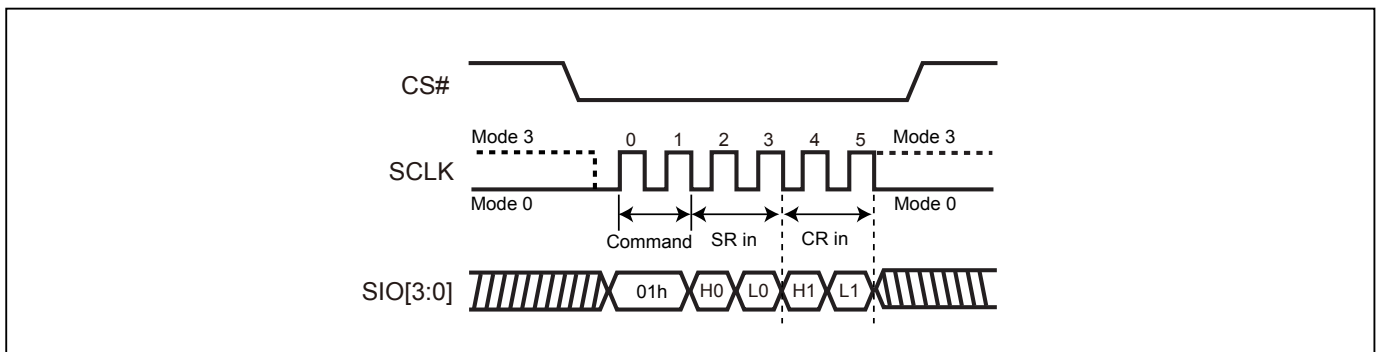 CS#
Mode 3 0 1 2 3 4 5 Mode 3
SCLK
Mode 0 Mode 0
Command SR in CR in
SIO[3:0] 01h H0 L0 H1 L1